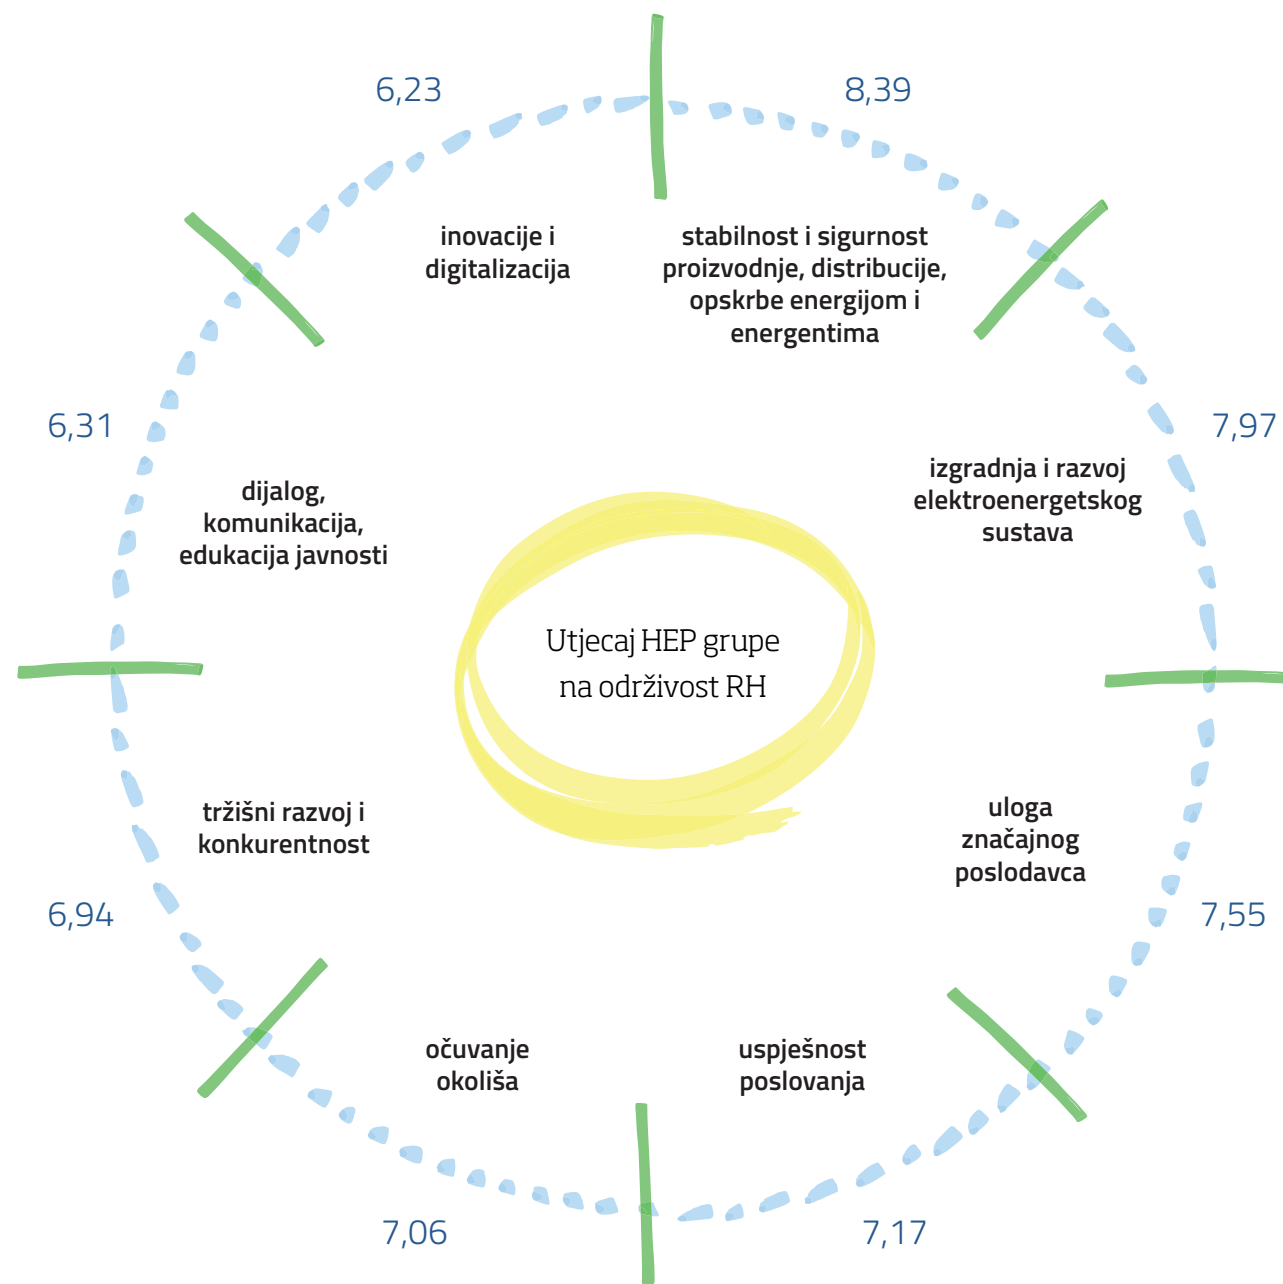 6,23
8,39
inovacije i
digitalizacija
stabilnost i sigurnost
proizvodnje, distribucije,
opskrbe energijom i
energentima
6,31
7,97
dijalog,
komunikacija,
edukacija javnosti
izgradnja i razvoj
elektroenergetskog
sustava
Utjecaj HEP grupe
na održivost RH
tržišni razvoj i
konkurentnost
uloga
značajnog
poslodavca
6,94
7,55
očuvanje
okoliša
uspješnost
poslovanja
7,06
7,17